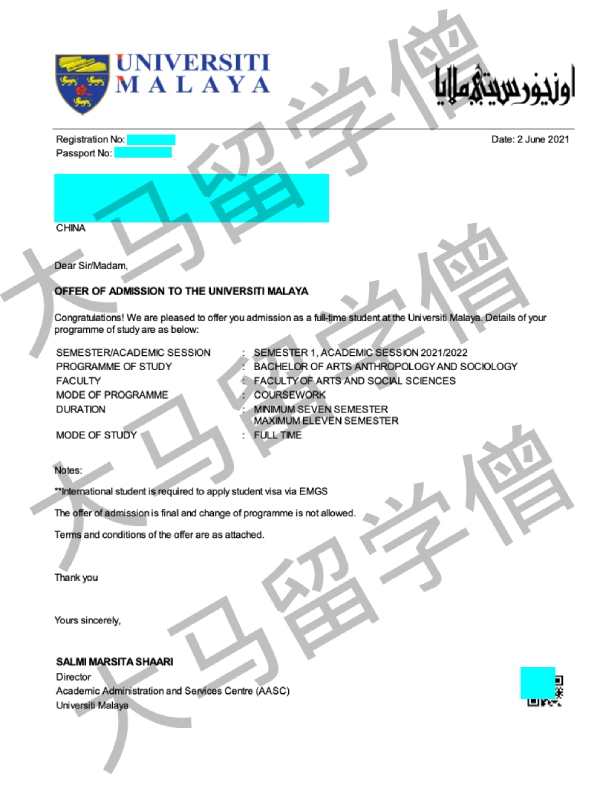 UNIVERSITI
MALAYA
اونيۏرسيتي ملايا
Registration No:
Date: 2 June 2021
Passport No:
CHINA
Dear Sir/Madam,
OFFER OF ADMISSION TO THE UNIVERSITI MALAYA
Congratulations! We are pleased to offer you admission as a full-time student at the Universiti Malaya. Details of your
programme of study are as below:
SEMESTER/ACADEMIC SESSION : SEMESTER 1, ACADEMIC SESSION 2021/2022
PROGRAMME OF STUDY : BACHELOR OF ARTS ANTHROPOLOGY AND SOCIOLOGY
FACULTY : FACULTY OF ARTS AND SOCIAL SCIENCES
MODE OF PROGRAMME : COURSEWORK
DURATION : MINIMUM SEVEN SEMESTER
MAXIMUM ELEVEN SEMESTER
MODE OF STUDY : FULL TIME
Notes:
**International student is required to apply student visa via EMGS
The offer of admission is final and change of programme is not allowed.
Terms and conditions of the offer are as attached.
Thank you
Yours sincerely,
SALMI MARSITA SHAARI
Director
Academic Administration and Services Centre (AASC)
Universiti Malaya
大马留学僧
大马留学僧
大马留学僧